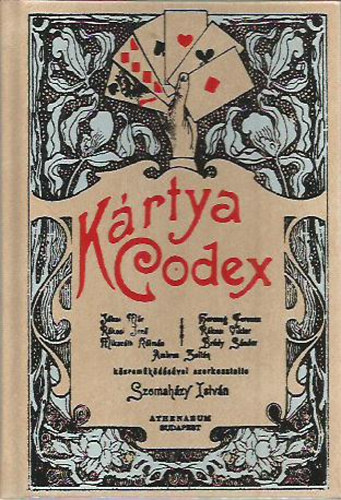 Kártya
Codex
Jókai Mór
Herczeg Ferencz
Rákosi Jenő
Rákosi Viktor
Mikszáth Kálmán
Bródy Sándor
Ambrus Zoltán
közreműködésével szerkesztette
Szomaházy István
ATHENAEUM
BUDAPEST